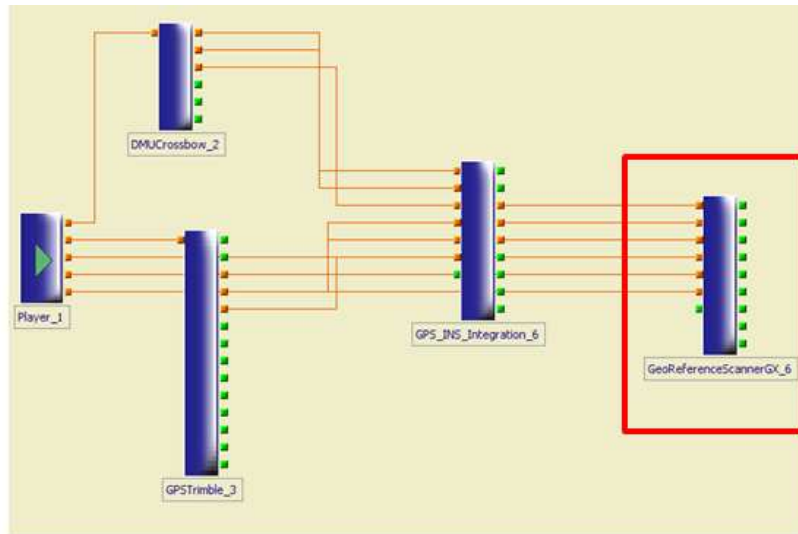 DMUCrossbow_2
Player_1
GPS_INS_Integration_6
GeoReferenceScannerGX_6
GPSTrimble_3